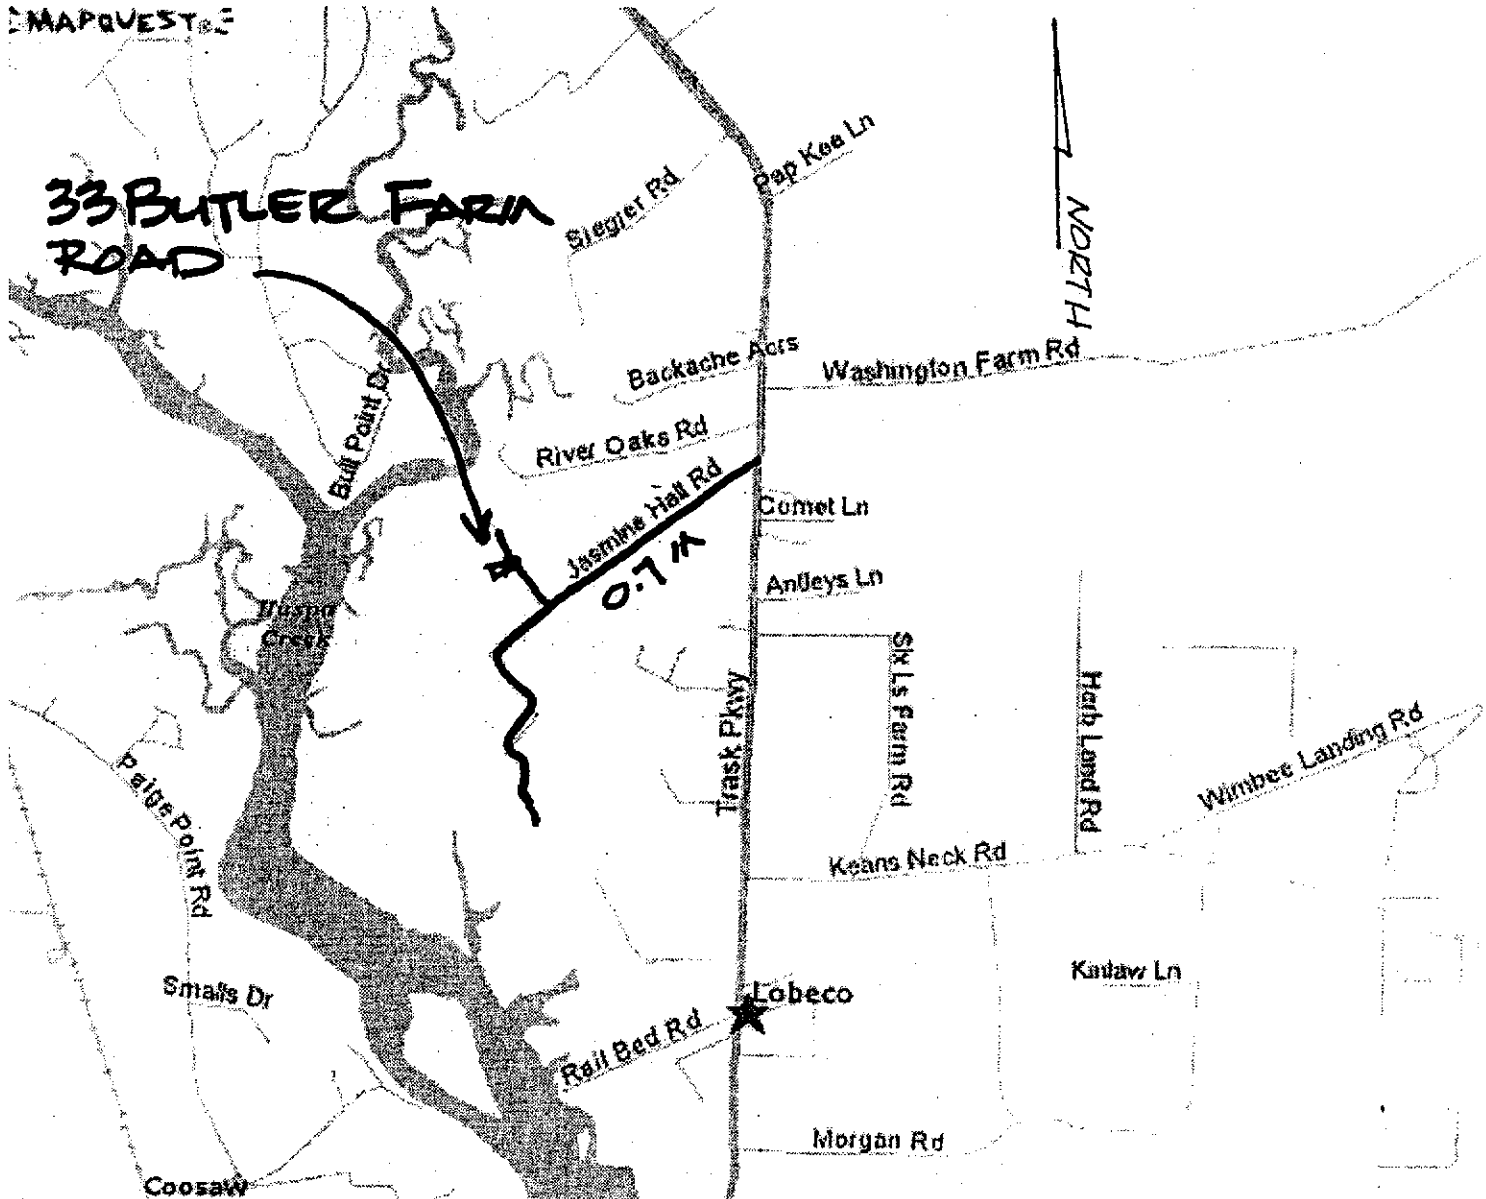 MAPQUEST
Pap Kee Ln
Siegler Rd
33 BUTLER FARM
ROAD
NORTH
Backache Acrs
Washington Farm Rd
Bull Point Dr
River Oaks Rd
Jasmine Hall Rd
0.7 M
Comet Ln
Antleys Ln
Huspa
Creek
Six Ls Farm Rd
Herb Land Rd
Trask Pkwy
Wimbee Landing Rd
Paige Point Rd
Keans Neck Rd
Kinlaw Ln
Smalls Dr
Lobeco
Rail Bed Rd
Morgan Rd
Coosaw